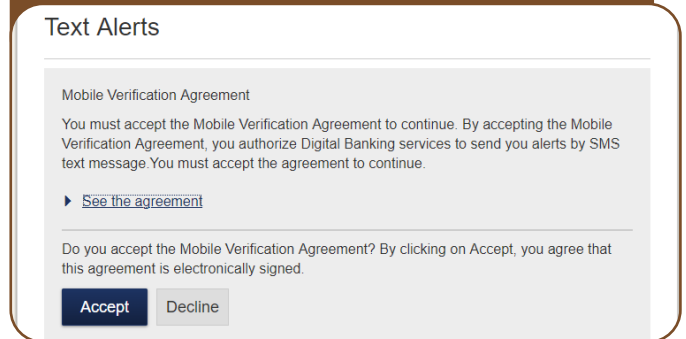 Text Alerts
Mobile Verification Agreement
You must accept the Mobile Verification Agreement to continue. By accepting the Mobile
Verification Agreement, you authorize Digital Banking services to send you alerts by SMS
text message.You must accept the agreement to continue.
See the agreement
Do you accept the Mobile Verification Agreement? By clicking on Accept, you agree that
this agreement is electronically signed.
Accept Decline